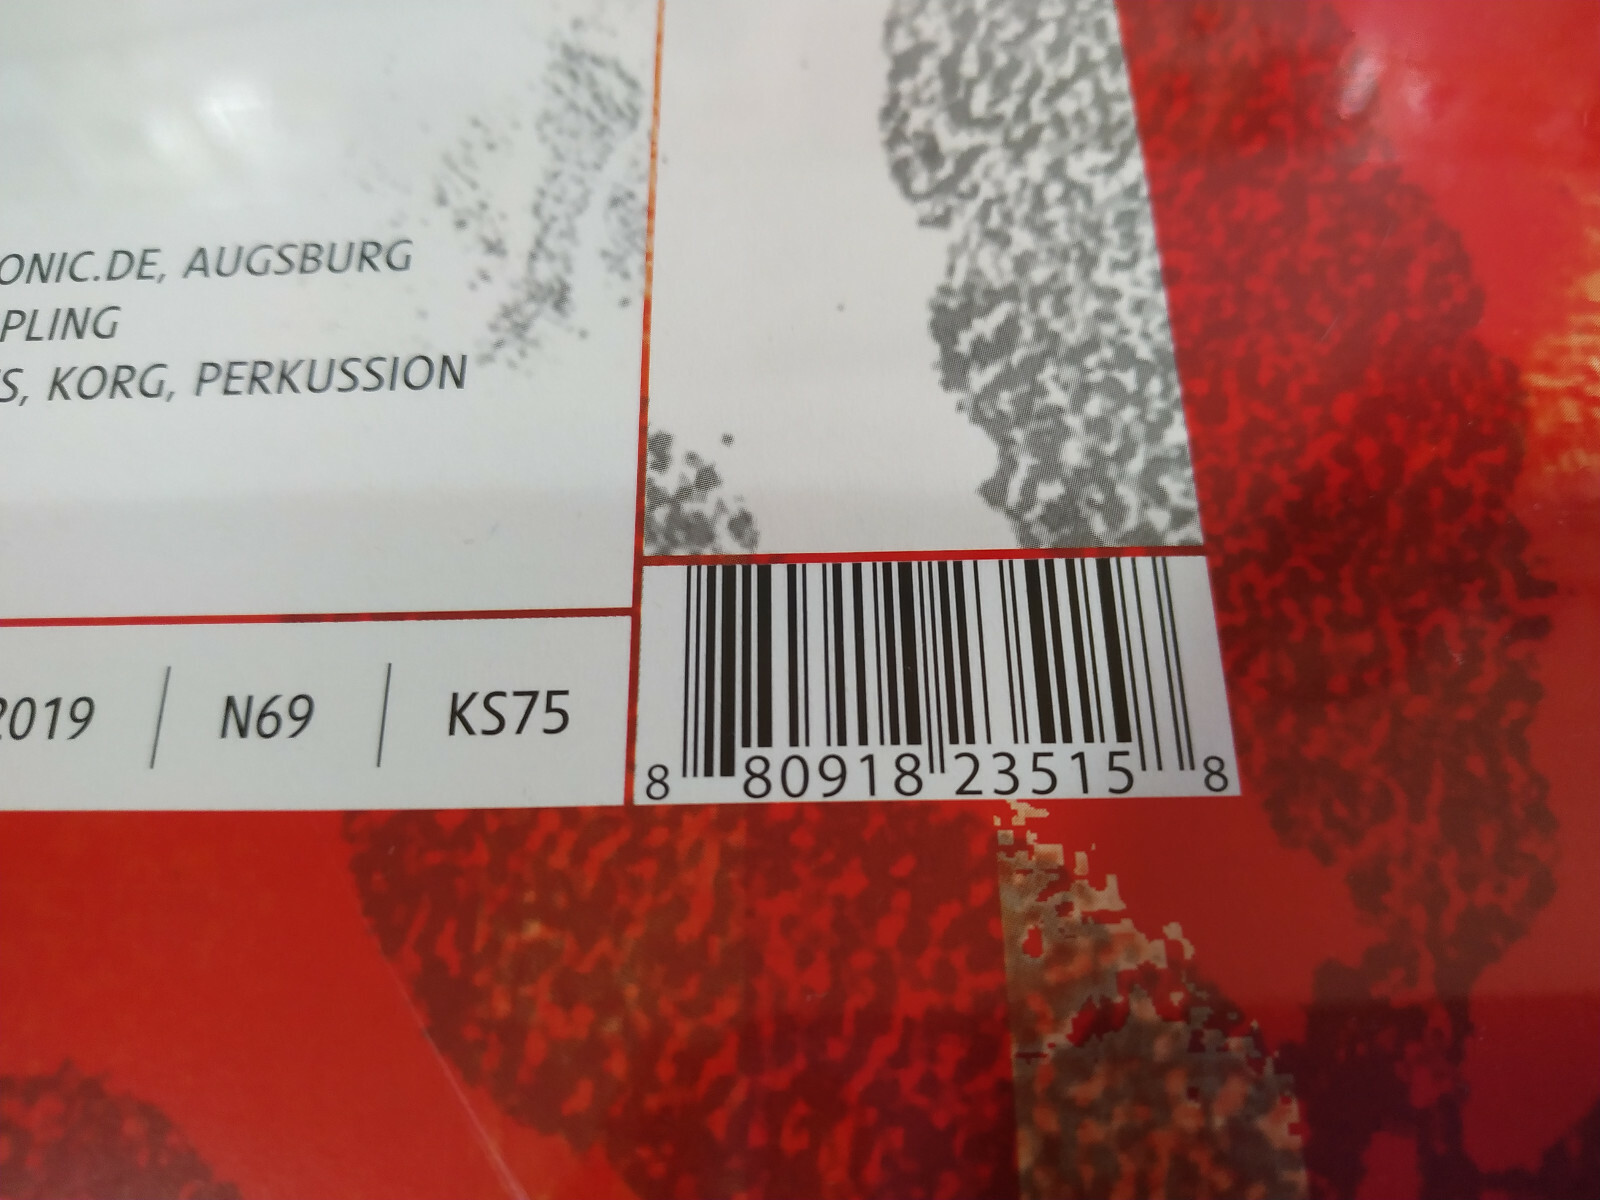 ONIC.DE, AUGSBURG
PLING
S, KORG, PERKUSSION
2019 / N69 / KS75
8 80918 23515 8